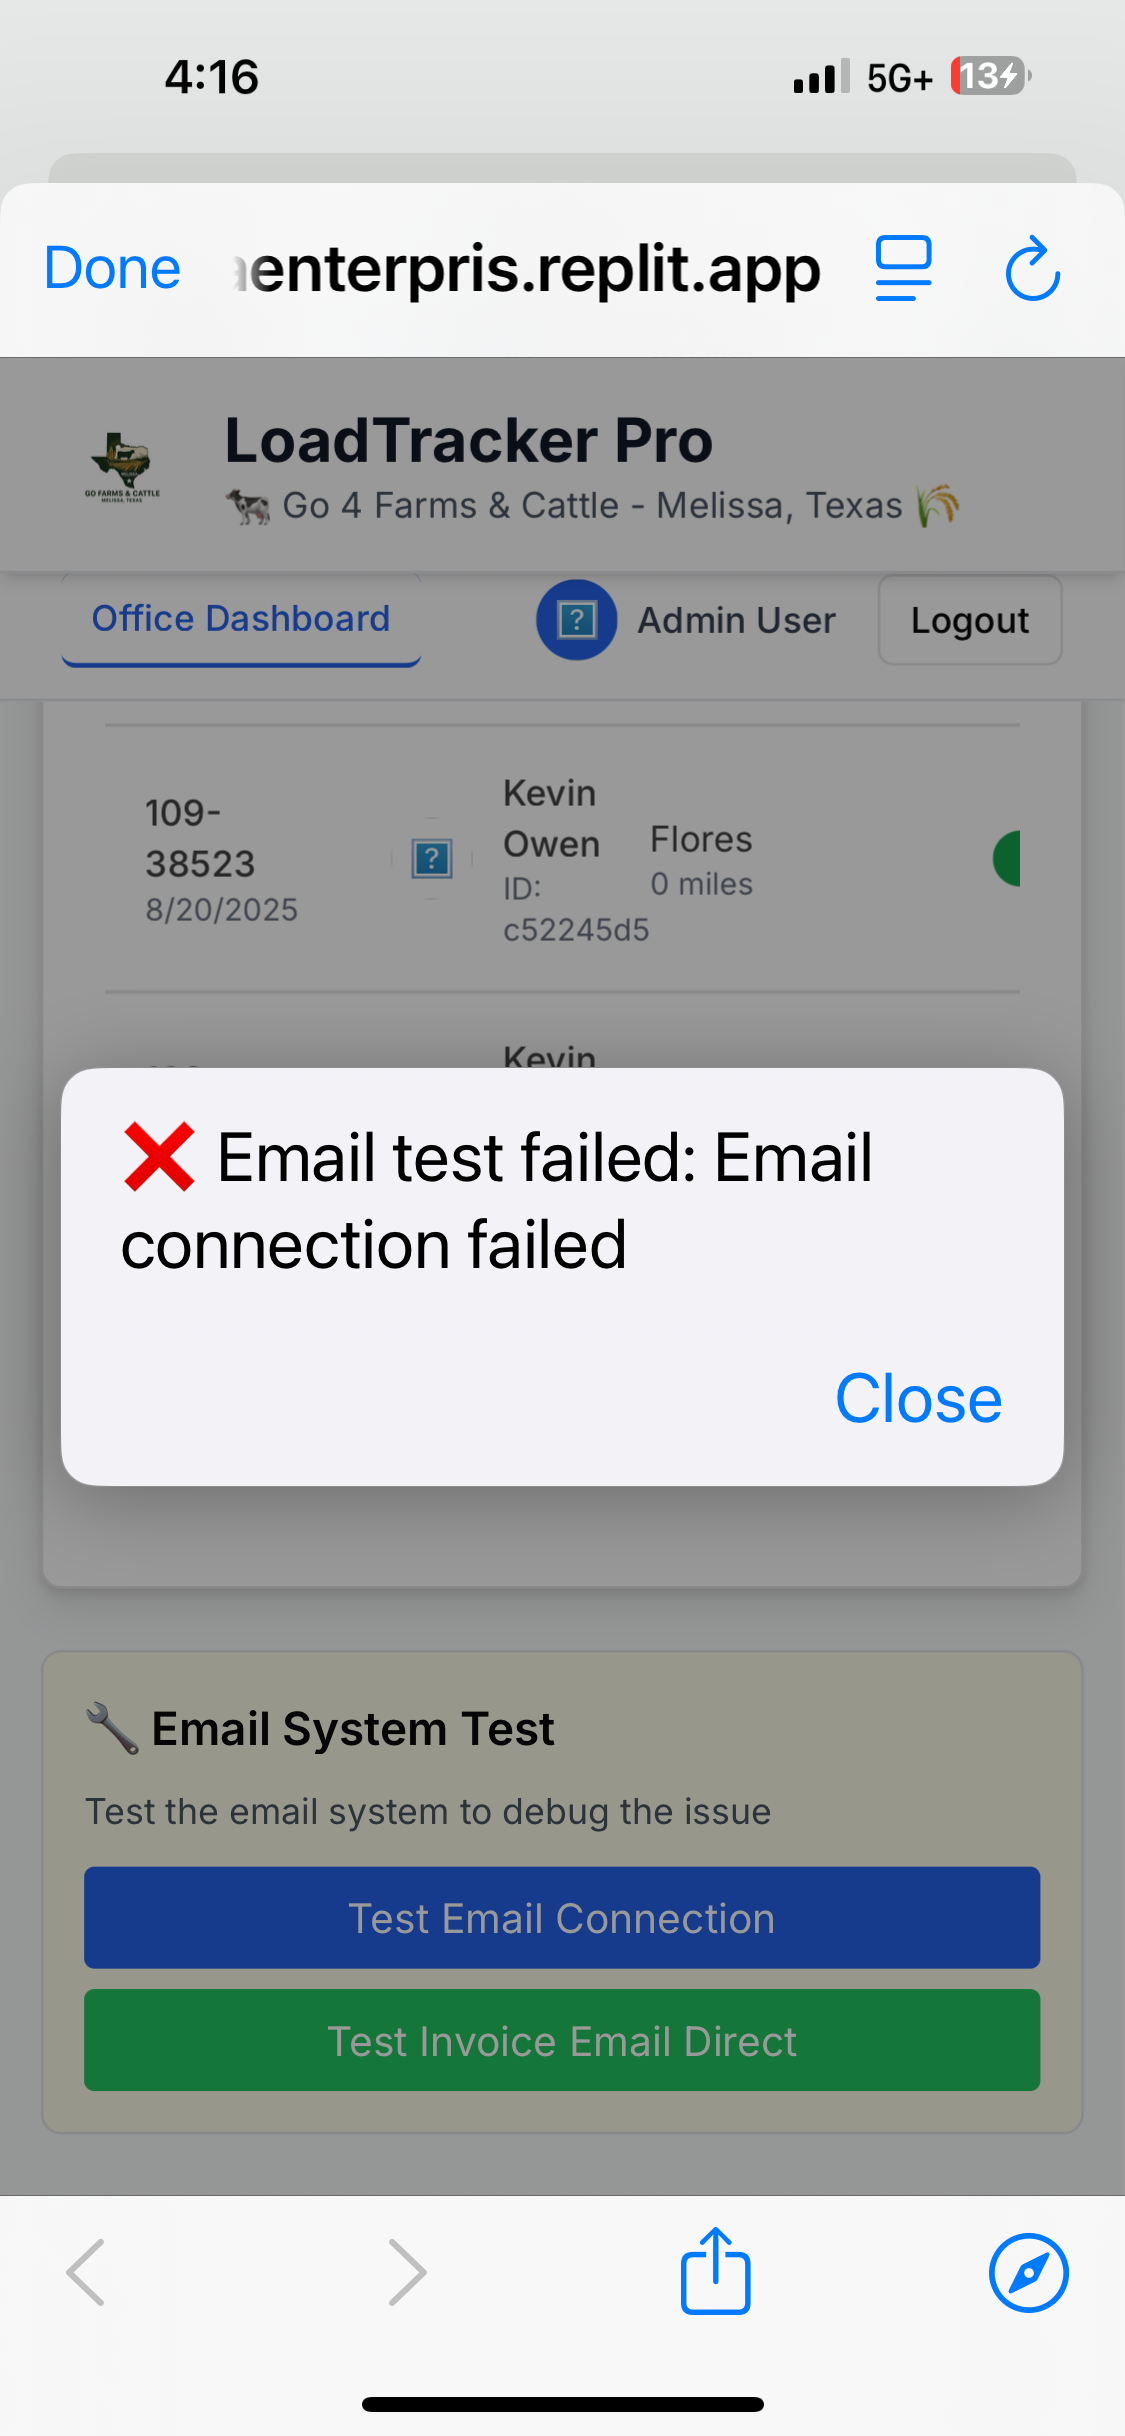 4:16
5G+
13
Done
enterpris.replit.app
LoadTracker Pro
GO FARMS & CATTLE
MELISSA, TEXAS
🐄 Go 4 Farms & Cattle - Melissa, Texas 🌾
Office Dashboard
Admin User
Logout
109-
38523
8/20/2025
Kevin
Owen
ID:
c52245d5
Flores
0 miles
Kevin
❌ Email test failed: Email
connection failed
Close
🔧 Email System Test
Test the email system to debug the issue
Test Email Connection
Test Invoice Email Direct